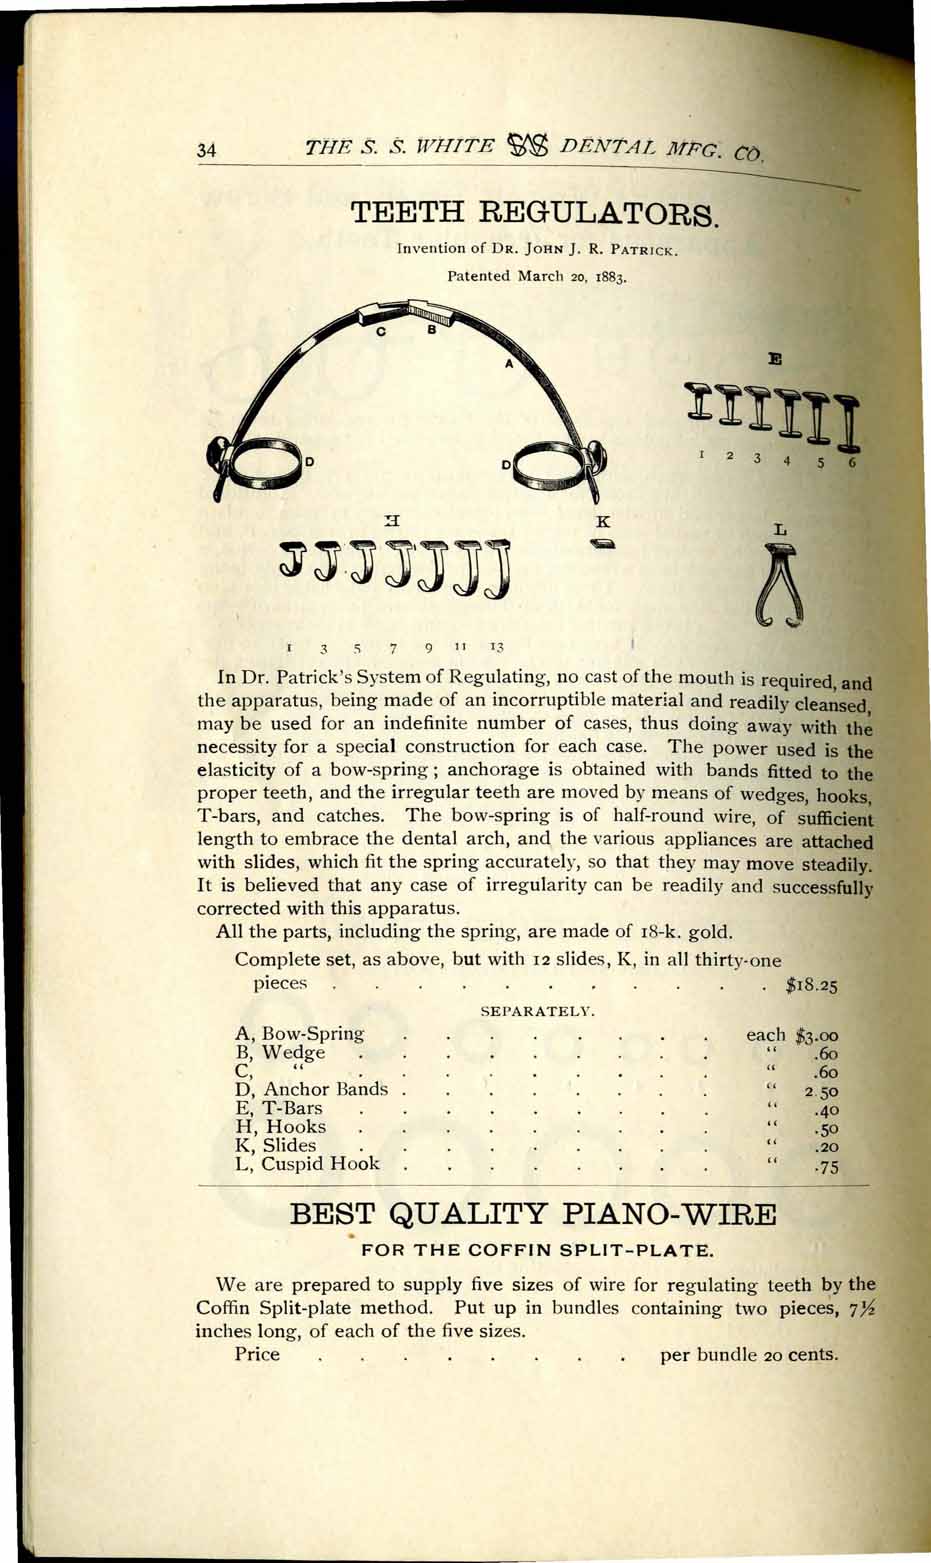 34 THE S. S. WHITE SSW DENTAL MFG. CO.
TEETH REGULATORS.
Invention of DR. JOHN J. R. PATRICK.
Patented March 20, 1883.
C B
A
E
D D
1 2 3 4 5 6
H K
L
1 3 5 7 9 11 13
In Dr. Patrick's System of Regulating, no cast of the mouth is required, and
the apparatus, being made of an incorruptible material and readily cleansed,
may be used for an indefinite number of cases, thus doing away with the
necessity for a special construction for each case. The power used is the
elasticity of a bow-spring; anchorage is obtained with bands fitted to the
proper teeth, and the irregular teeth are moved by means of wedges, hooks,
T-bars, and catches. The bow-spring is of half-round wire, of sufficient
length to embrace the dental arch, and the various appliances are attached
with slides, which fit the spring accurately, so that they may move steadily.
It is believed that any case of irregularity can be readily and successfully
corrected with this apparatus.
All the parts, including the spring, are made of 18-k. gold.
Complete set, as above, but with 12 slides, K, in all thirty-one
pieces . . . . . . . . . . . $18.25
SEPARATELY.
A, Bow-Spring . . . . . . . . each $3.00
B, Wedge . . . . . . . . . “ .60
C, “ . . . . . . . . . “ .60
D, Anchor Bands . . . . . . . . “ 2.50
E, T-Bars . . . . . . . . . “ .40
H, Hooks . . . . . . . . . “ .50
K, Slides . . . . . . . . . “ .20
L, Cuspid Hook . . . . . . . . “ .75
BEST QUALITY PIANO-WIRE
FOR THE COFFIN SPLIT-PLATE.
We are prepared to supply five sizes of wire for regulating teeth by the
Coffin Split-plate method. Put up in bundles containing two pieces, 7½
inches long, of each of the five sizes.
Price . . . . . . . . per bundle 20 cents.